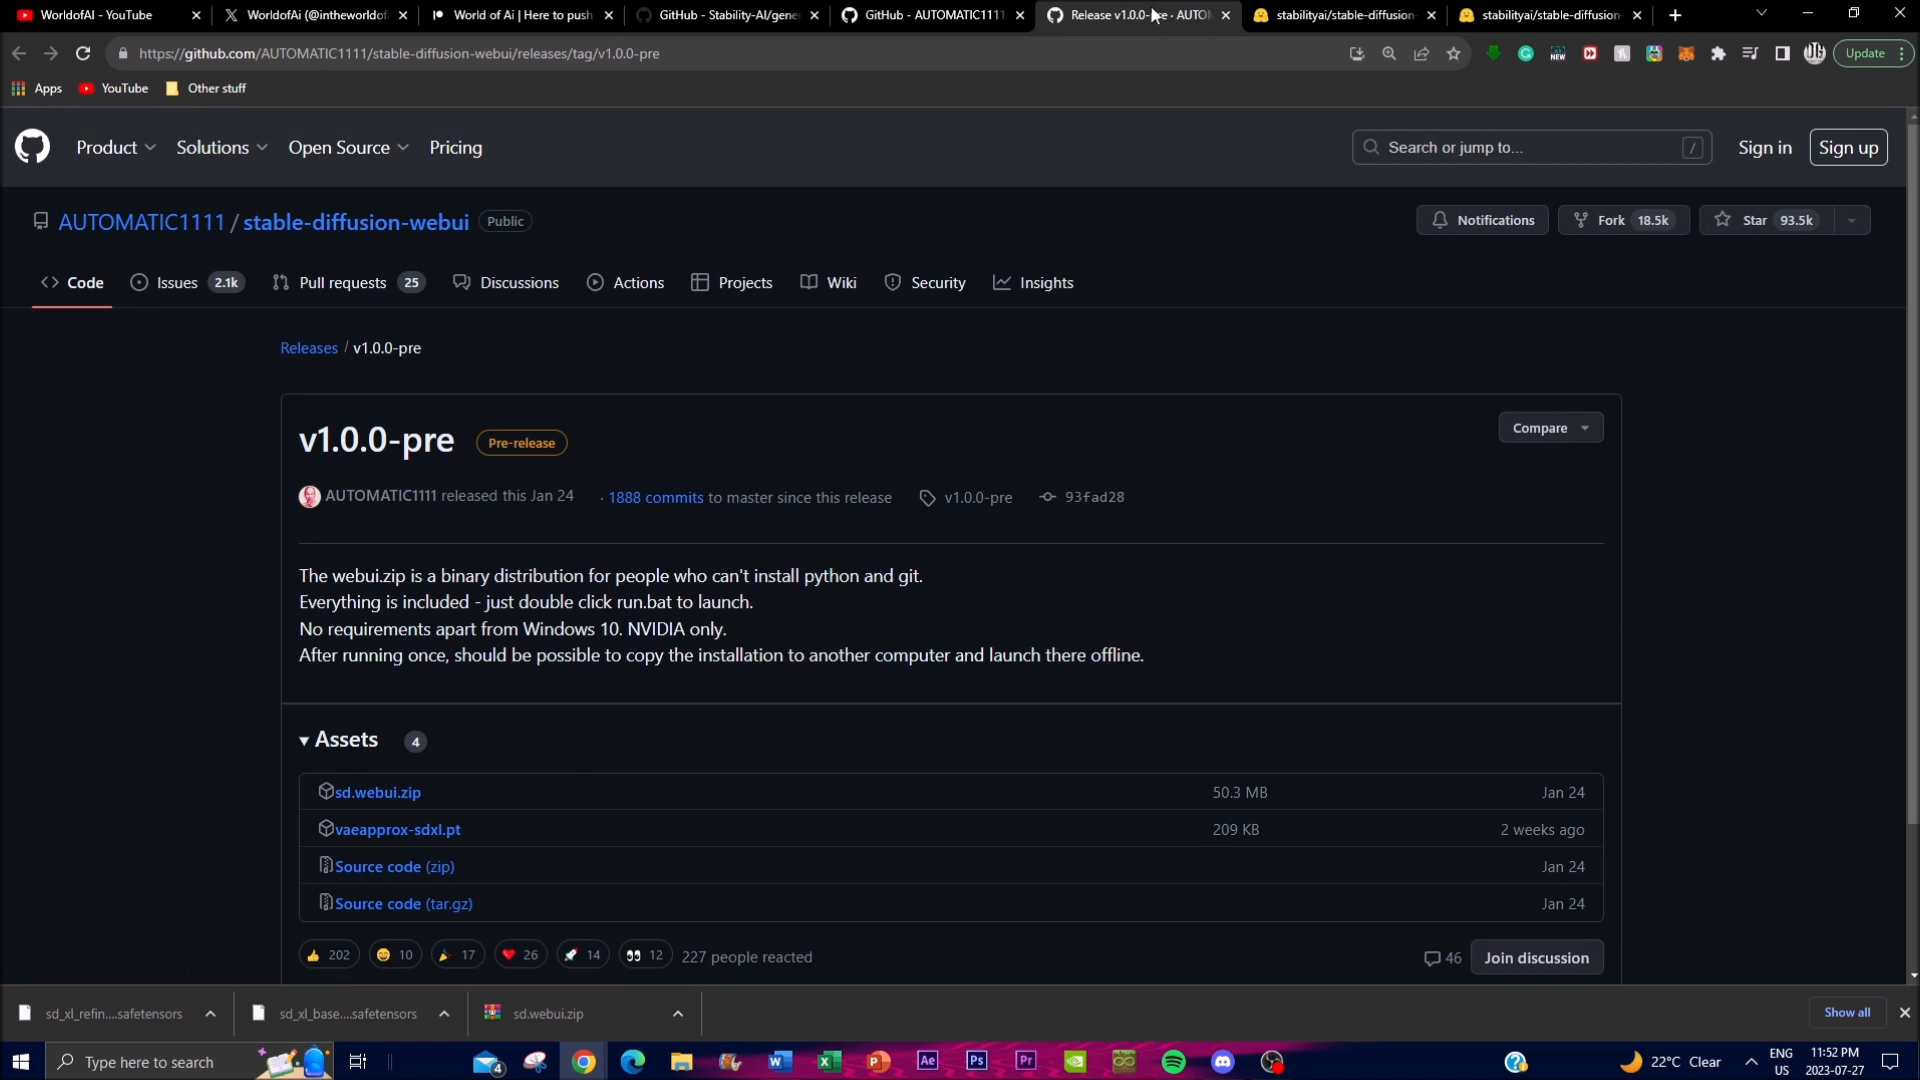 WorldofAI - YouTube
WorldofAi (@intheworldof
World of Ai | Here to push
GitHub - Stability-AI/gene
GitHub - AUTOMATIC1111
Release v1.0.0-pre · AUTO
stabilityai/stable-diffusion-
stabilityai/stable-diffusion-
https://github.com/AUTOMATIC1111/stable-diffusion-webui/releases/tag/v1.0.0-pre
NEW
Update
Apps
YouTube
Other stuff
Product
Solutions
Open Source
Pricing
Search or jump to...
/
Sign in
Sign up
AUTOMATIC1111 / stable-diffusion-webui
Public
Notifications
Fork 18.5k
Star 93.5k
Code
Issues 2.1k
Pull requests 25
Discussions
Actions
Projects
Wiki
Security
Insights
Releases / v1.0.0-pre
v1.0.0-pre
Pre-release
Compare
AUTOMATIC1111 released this Jan 24
· 1888 commits to master since this release
v1.0.0-pre
93fad28
The webui.zip is a binary distribution for people who can't install python and git.
Everything is included - just double click run.bat to launch.
No requirements apart from Windows 10. NVIDIA only.
After running once, should be possible to copy the installation to another computer and launch there offline.
Assets 4
sd.webui.zip 50.3 MB Jan 24
vaeapprox-sdxl.pt 209 KB 2 weeks ago
Source code (zip) Jan 24
Source code (tar.gz) Jan 24
202
10
17
26
14
12
227 people reacted
46
Join discussion
sd_xl_refin....safetensors
sd_xl_base....safetensors
sd.webui.zip
Show all
Type here to search
4
W
X
P
Ae
Ps
Pr
22°C Clear
ENG
US
11:52 PM
2023-07-27